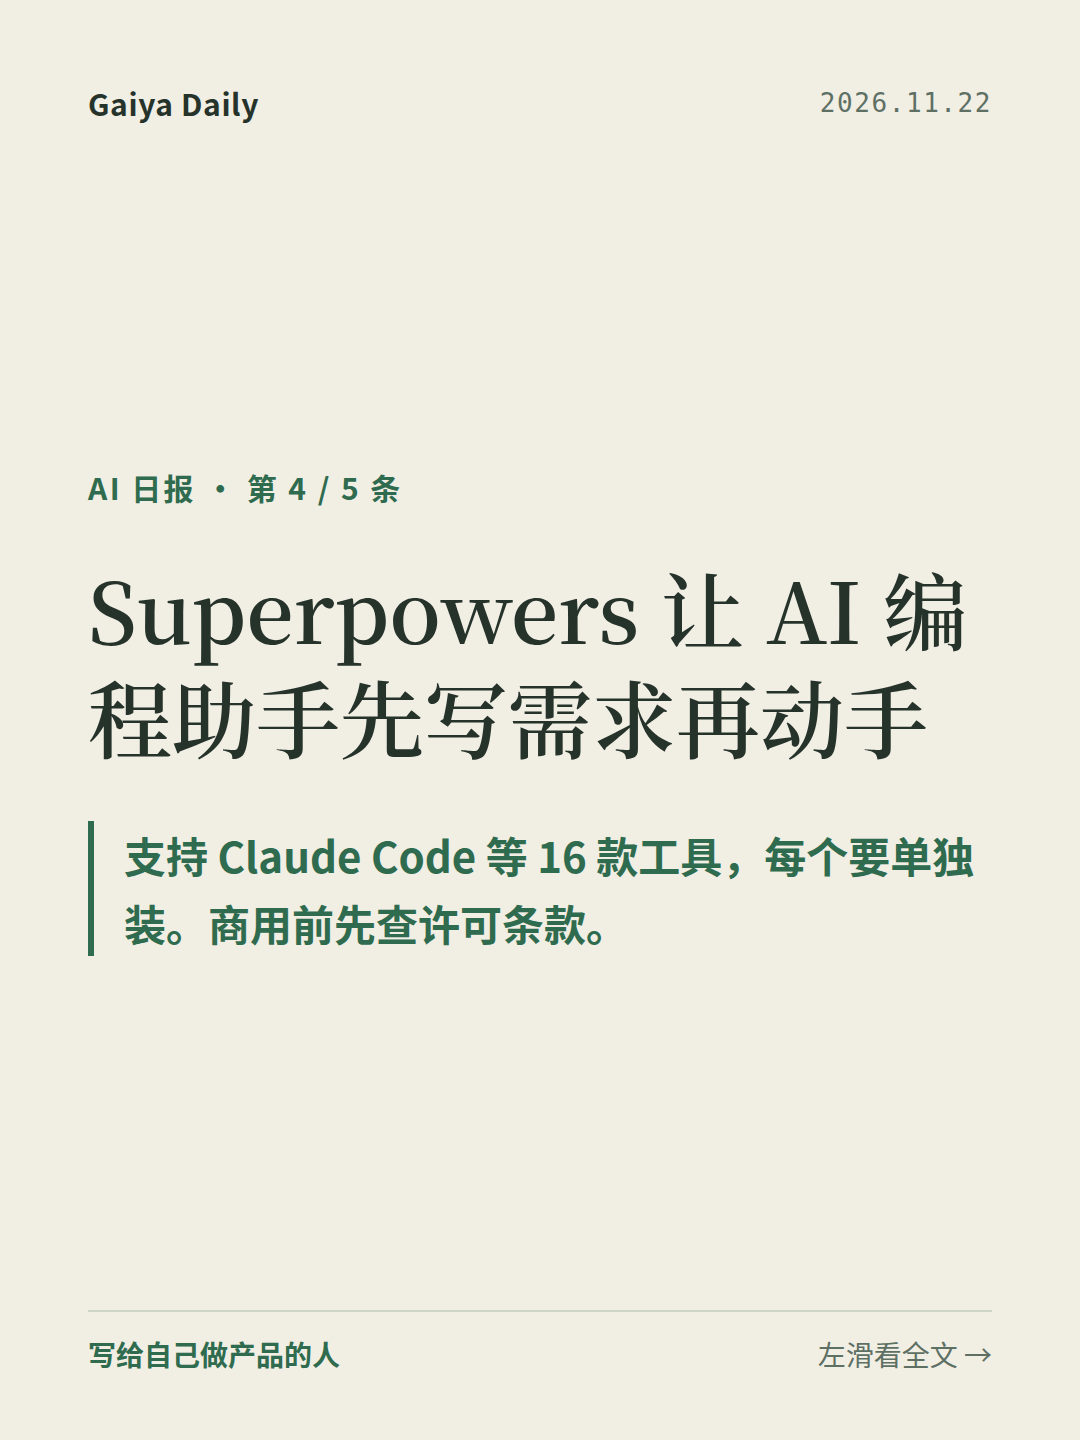 Gaiya Daily
2026.11.22
AI 日报 · 第 4 / 5 条
Superpowers 让 AI 编
程助手先写需求再动手
支持 Claude Code 等 16 款工具，每个要单独
装。商用前先查许可条款。
写给自己做产品的人
左滑看全文 →